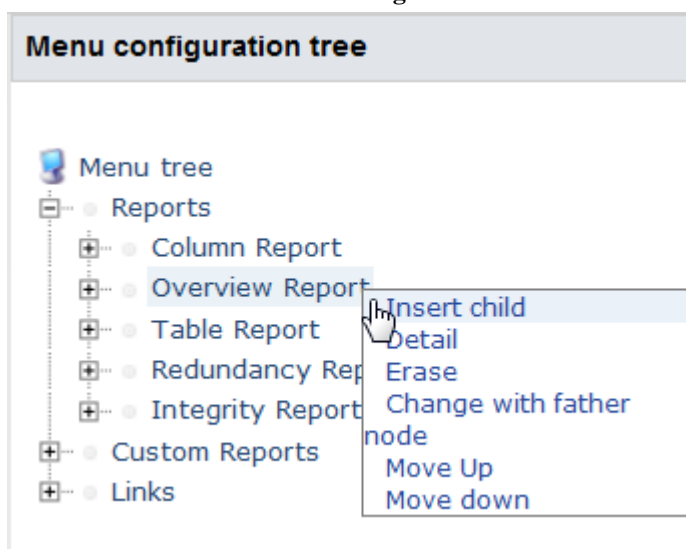 Menu configuration tree
Menu tree
Reports
Column Report
Overview Report
Table Report
Redundancy Rep
Integrity Report
Custom Reports
Links
Insert child
Detail
Erase
Change with father
node
Move Up
Move down